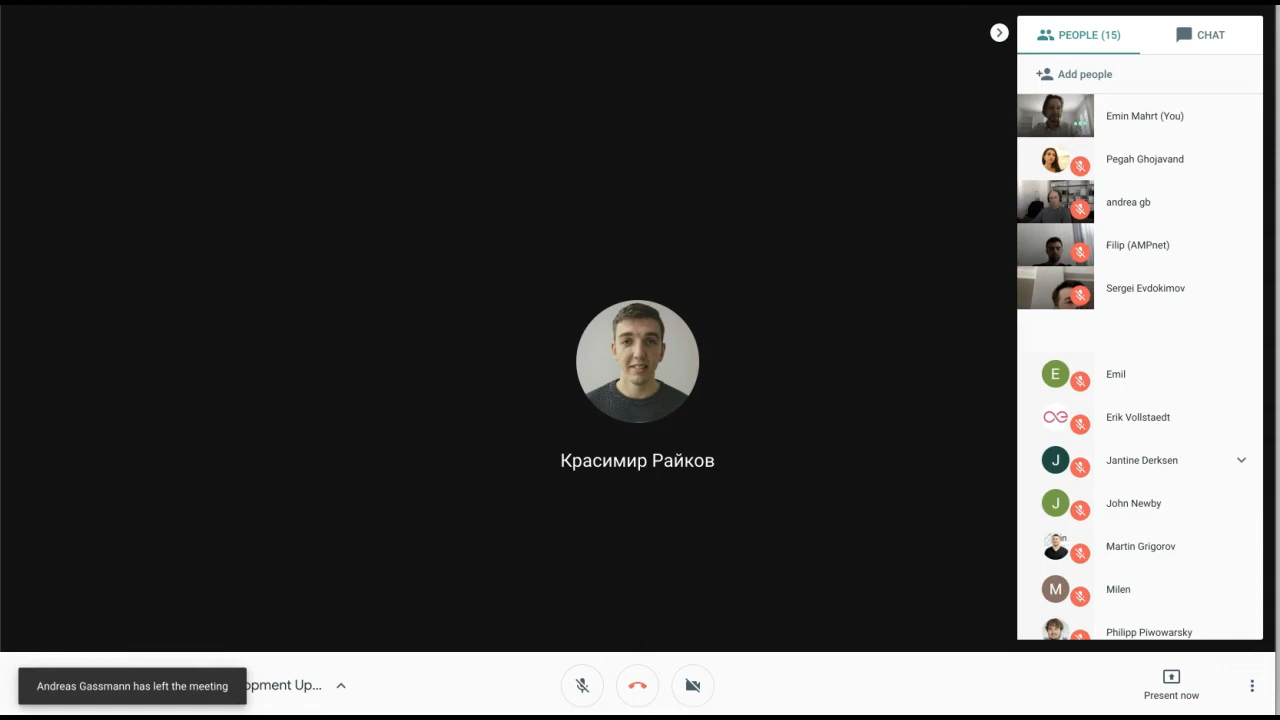 PEOPLE (15)
CHAT
Add people
Emin Mahrt (You)
Pegah Ghojavand
andrea gb
Filip (AMPnet)
Sergei Evdokimov
E
Emil
Erik Vollstaedt
J
Jantine Derksen
J
John Newby
Martin Grigorov
M
Milen
Philipp Piwowarsky
Красимир Райков
Andreas Gassmann has left the meeting
opment Up...
Present now